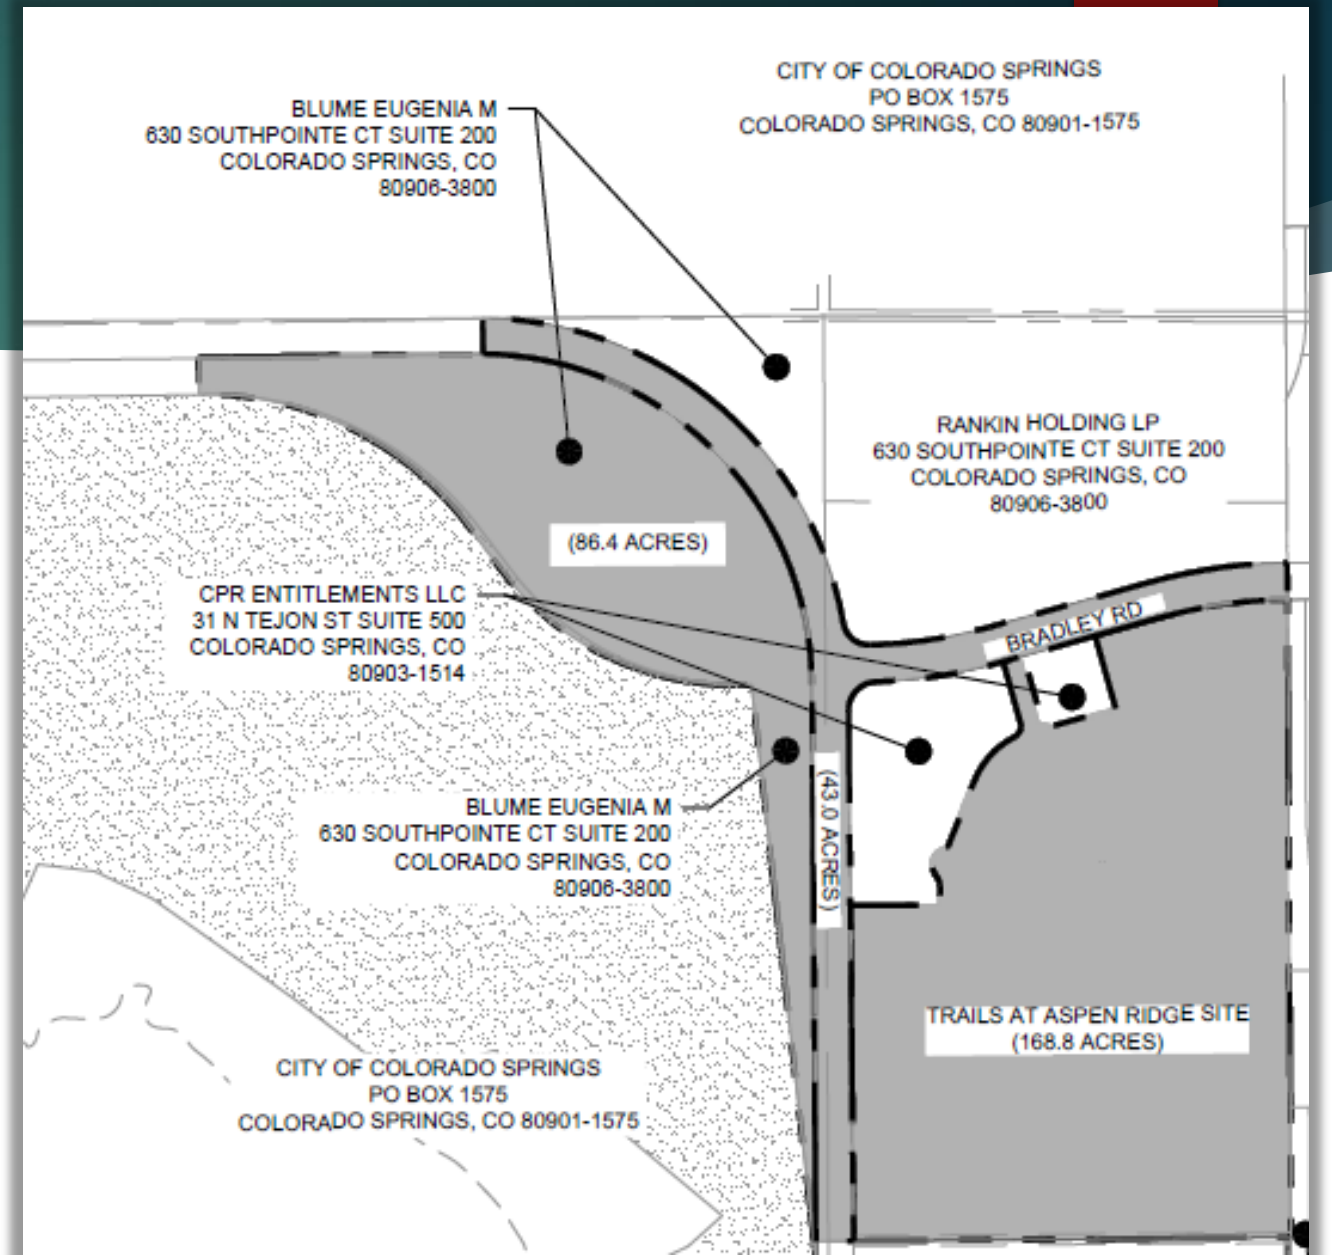 CITY OF COLORADO SPRINGS
PO BOX 1575
COLORADO SPRINGS, CO 80901-1575
BLUME EUGENIA M
630 SOUTHPOINTE CT SUITE 200
COLORADO SPRINGS, CO
80906-3800
RANKIN HOLDING LP
630 SOUTHPOINTE CT SUITE 200
COLORADO SPRINGS, CO
80906-3800
(86.4 ACRES)
CPR ENTITLEMENTS LLC
31 N TEJON ST SUITE 500
COLORADO SPRINGS, CO
80903-1514
BRADLEY RD
BLUME EUGENIA M
630 SOUTHPOINTE CT SUITE 200
COLORADO SPRINGS, CO
80906-3800
(43.0 ACRES)
TRAILS AT ASPEN RIDGE SITE
(168.8 ACRES)
CITY OF COLORADO SPRINGS
PO BOX 1575
COLORADO SPRINGS, CO 80901-1575